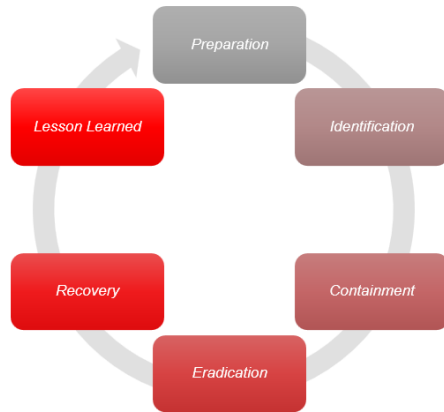 Preparation
Identification
Containment
Eradication
Recovery
Lesson Learned